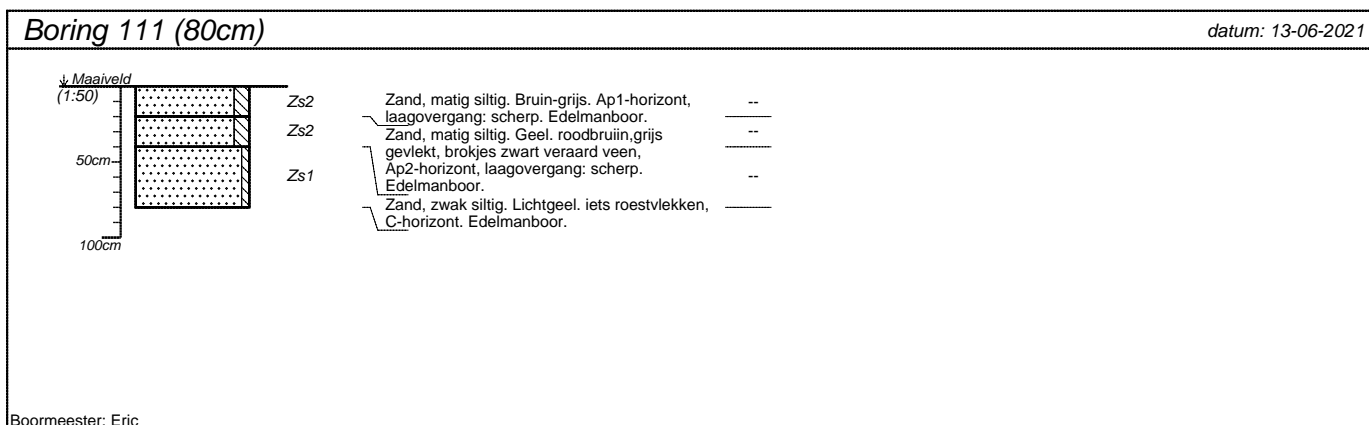 Boring 111 (80cm)
datum: 13-06-2021
Maaiveld
(1:50)
Zs2
Zand, matig siltig. Bruin-grijs. Ap1-horizont,
laagovergang: scherp. Edelmanboor.
--
Zs2
Zand, matig siltig. Geel. roodbruiin,grijs
gevlekt, brokjes zwart veraard veen,
Ap2-horizont, laagovergang: scherp.
Edelmanboor.
--
50cm
Zs1
Zand, zwak siltig. Lichtgeel. iets roestvlekken,
C-horizont. Edelmanboor.
--
100cm
Boormeester: Eric